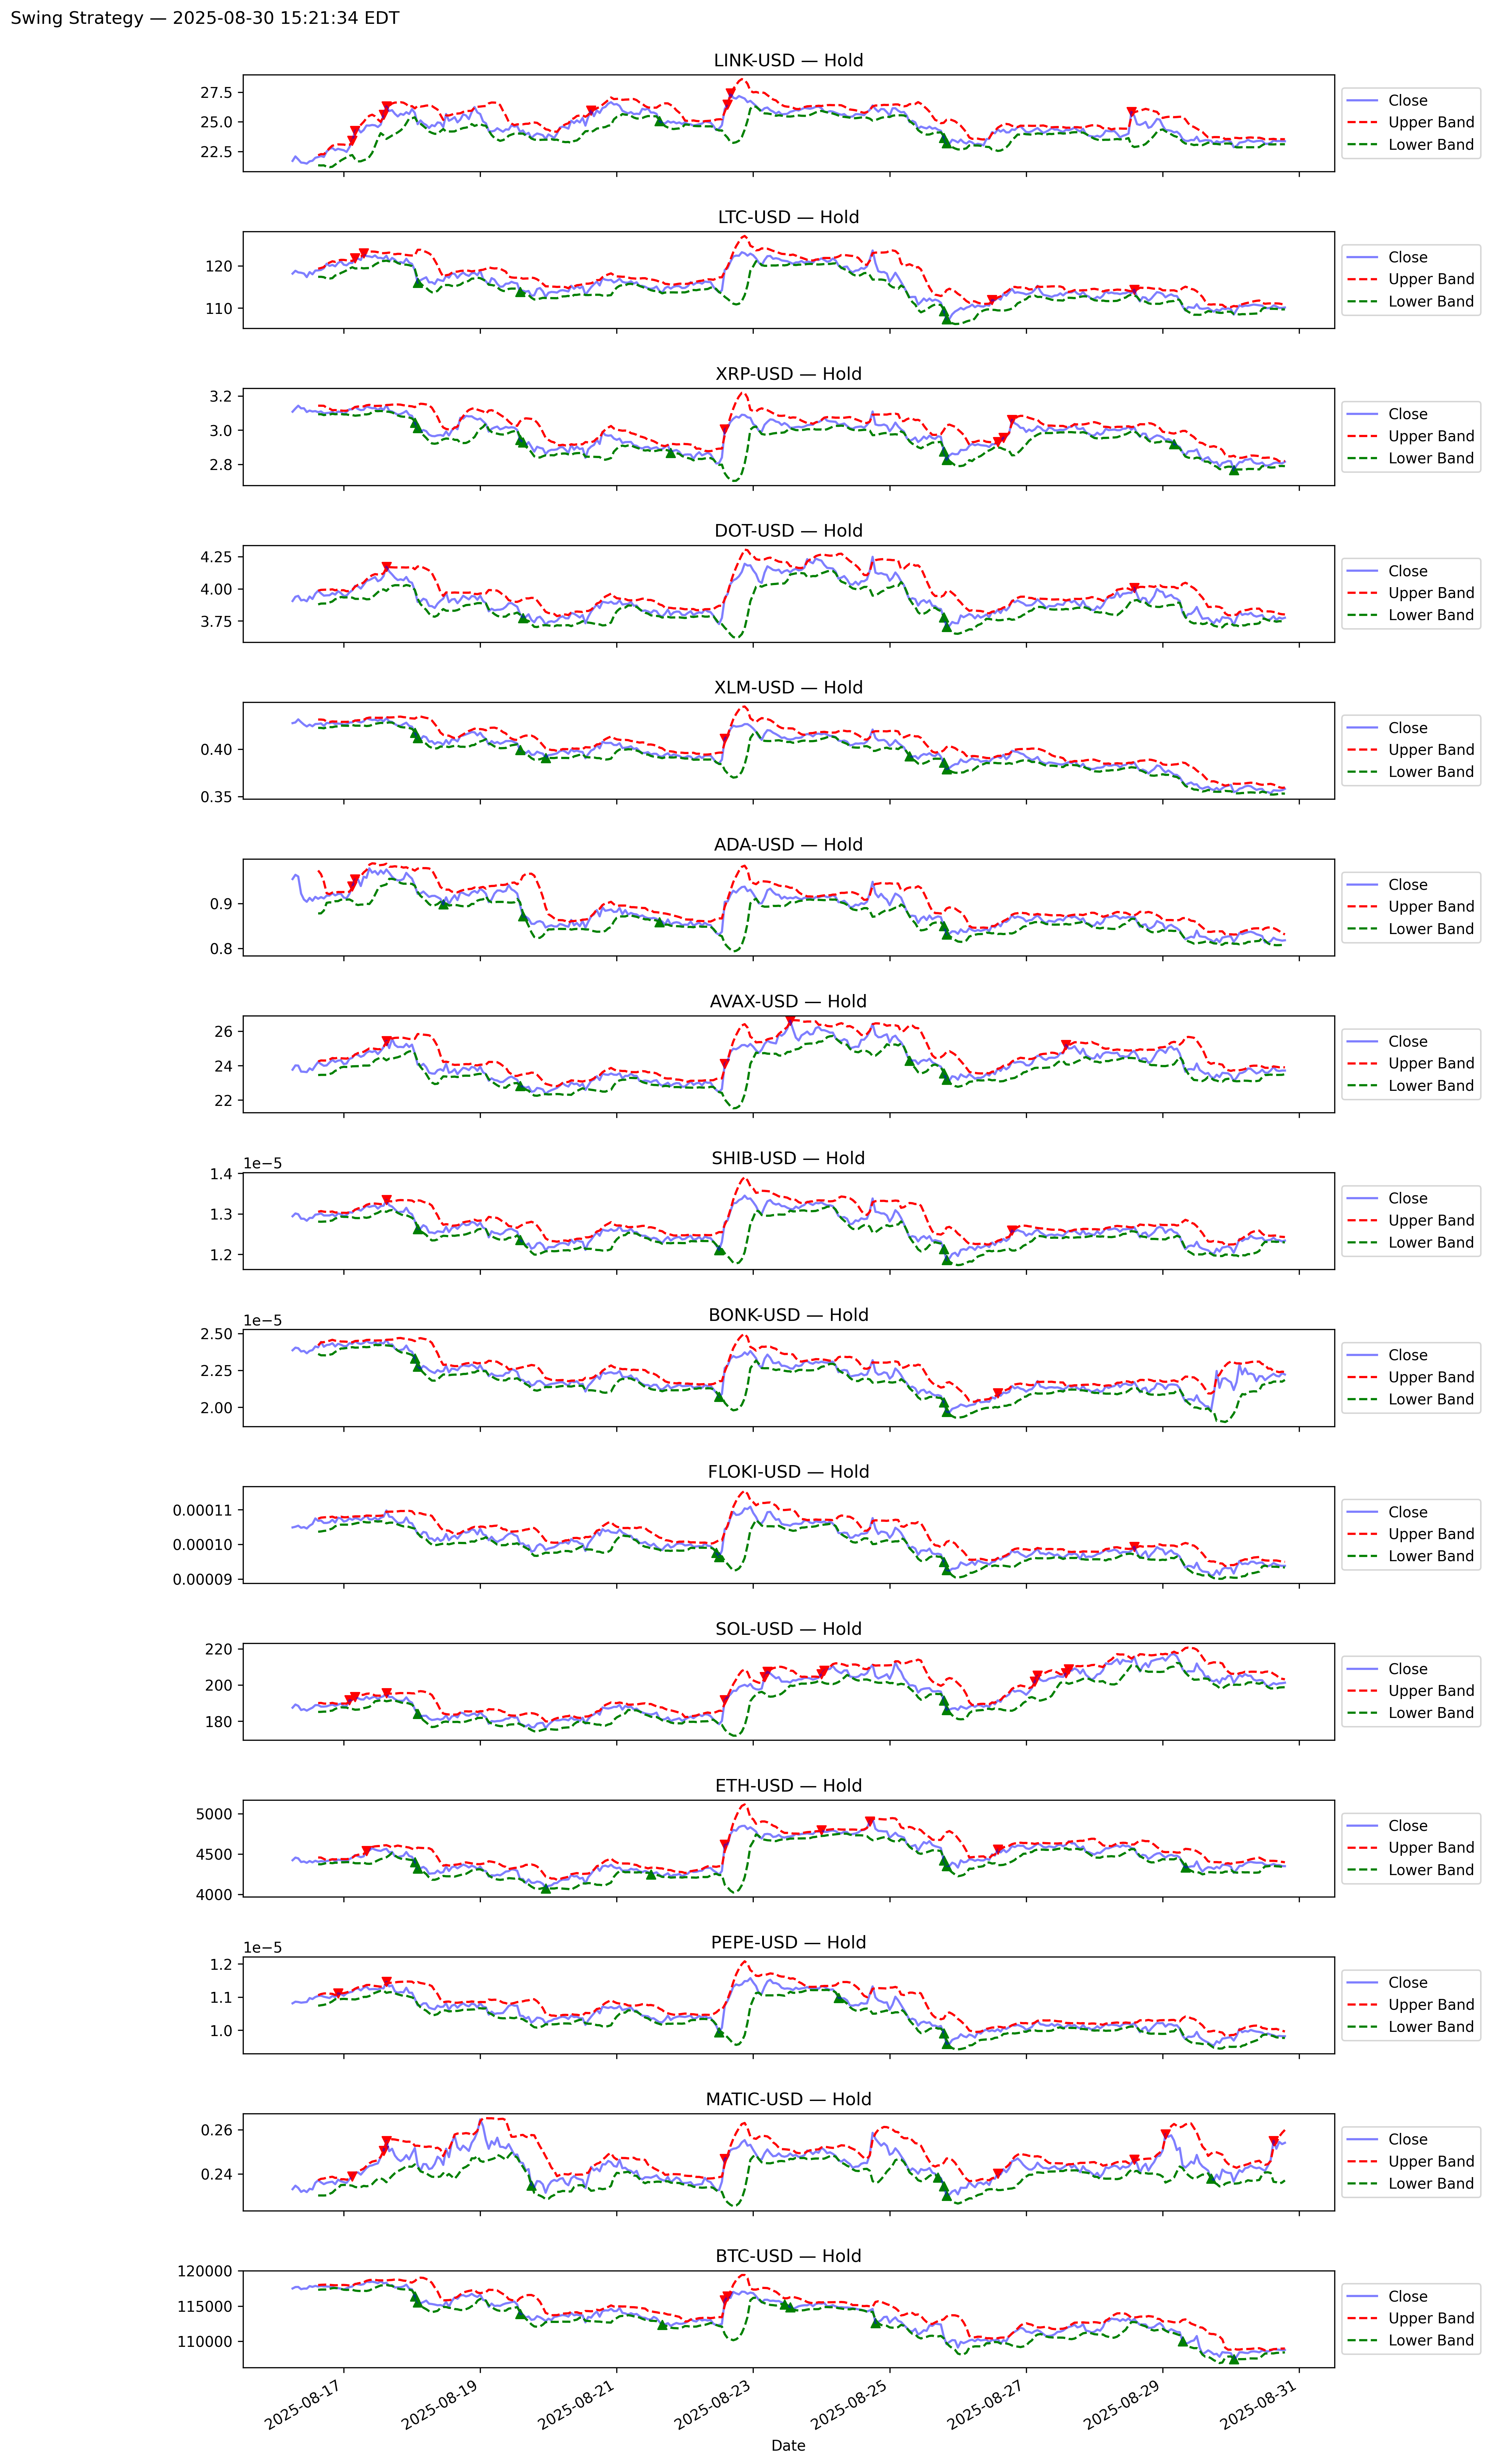 Swing Strategy — 2025-08-30 15:21:34 EDT
LINK-USD — Hold
27.5
25.0
22.5
Close
Upper Band
Lower Band
LTC-USD — Hold
120
110
Close
Upper Band
Lower Band
XRP-USD — Hold
3.2
3.0
2.8
Close
Upper Band
Lower Band
DOT-USD — Hold
4.25
4.00
3.75
Close
Upper Band
Lower Band
XLM-USD — Hold
0.40
0.35
Close
Upper Band
Lower Band
ADA-USD — Hold
0.9
0.8
Close
Upper Band
Lower Band
AVAX-USD — Hold
26
24
22
Close
Upper Band
Lower Band
SHIB-USD — Hold
1e−5
1.4
1.3
1.2
Close
Upper Band
Lower Band
BONK-USD — Hold
1e−5
2.50
2.25
2.00
Close
Upper Band
Lower Band
FLOKI-USD — Hold
0.00011
0.00010
0.00009
Close
Upper Band
Lower Band
SOL-USD — Hold
220
200
180
Close
Upper Band
Lower Band
ETH-USD — Hold
5000
4500
4000
Close
Upper Band
Lower Band
PEPE-USD — Hold
1e−5
1.2
1.1
1.0
Close
Upper Band
Lower Band
MATIC-USD — Hold
0.26
0.24
Close
Upper Band
Lower Band
BTC-USD — Hold
120000
115000
110000
Close
Upper Band
Lower Band
2025-08-17
2025-08-19
2025-08-21
2025-08-23
2025-08-25
2025-08-27
2025-08-29
2025-08-31
Date